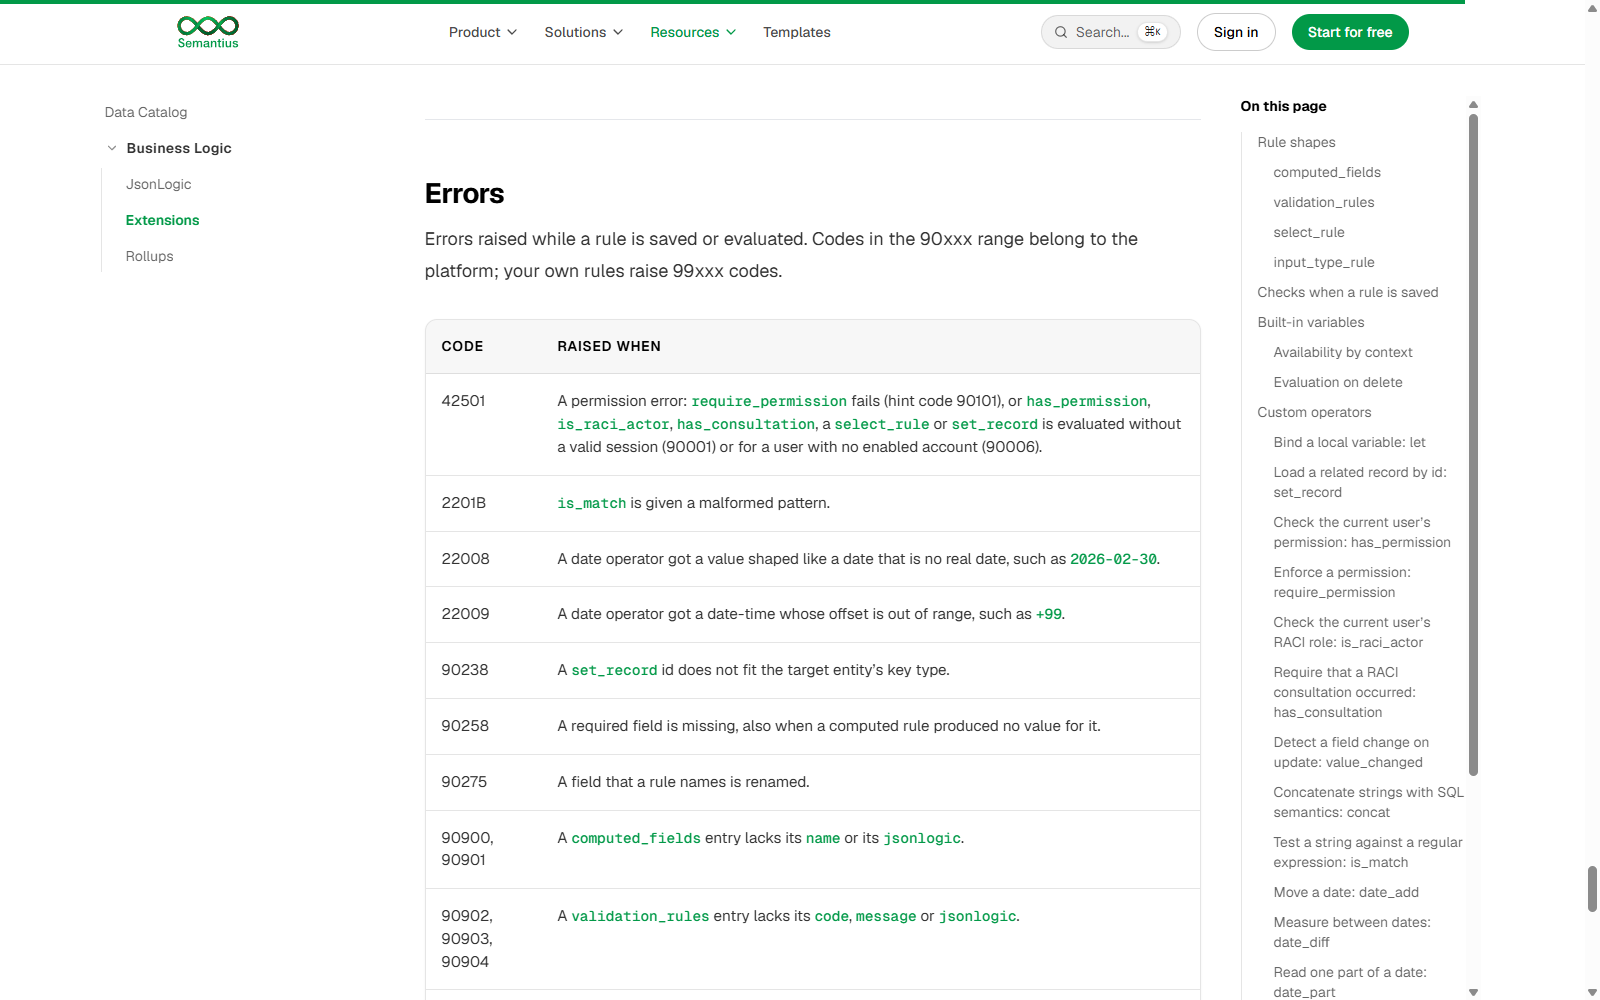 Semantius
Product
Solutions
Resources
Templates
Search...
⌘K
Sign in
Start for free
Data Catalog
Business Logic
JsonLogic
Extensions
Rollups
Errors
Errors raised while a rule is saved or evaluated. Codes in the 90xxx range belong to the
platform; your own rules raise 99xxx codes.
CODE RAISED WHEN
42501 A permission error: require_permission fails (hint code 90101), or has_permission,
is_raci_actor, has_consultation, a select_rule or set_record is evaluated without
a valid session (90001) or for a user with no enabled account (90006).
2201B is_match is given a malformed pattern.
22008 A date operator got a value shaped like a date that is no real date, such as 2026-02-30.
22009 A date operator got a date-time whose offset is out of range, such as +99.
90238 A set_record id does not fit the target entity's key type.
90258 A required field is missing, also when a computed rule produced no value for it.
90275 A field that a rule names is renamed.
90900, A computed_fields entry lacks its name or its jsonlogic.
90901
90902, A validation_rules entry lacks its code, message or jsonlogic.
90903,
90904
On this page
Rule shapes
computed_fields
validation_rules
select_rule
input_type_rule
Checks when a rule is saved
Built-in variables
Availability by context
Evaluation on delete
Custom operators
Bind a local variable: let
Load a related record by id:
set_record
Check the current user's
permission: has_permission
Enforce a permission:
require_permission
Check the current user's
RACI role: is_raci_actor
Require that a RACI
consultation occurred:
has_consultation
Detect a field change on
update: value_changed
Concatenate strings with SQL
semantics: concat
Test a string against a regular
expression: is_match
Move a date: date_add
Measure between dates:
date_diff
Read one part of a date:
date_part